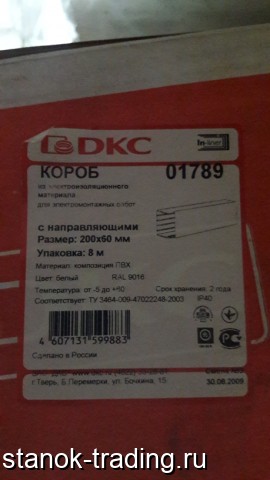 DKC
in-liner
КОРОБ 01789
из электроизоляционного
материала
для электромонтажных работ
с направляющими
Размер: 200x60 мм
Упаковка: 8 м
Материал: композиция ПВХ
Цвет: белый RAL 9016
Температура: от -5 до +60 Срок хранения: 2 года
Соответствует: ТУ 3464-009-47022248-2003 IP40
4 607131 599883
Сделано в России
г.Тверь, Б.Перемерки, ул. Бочкина, 15
30.06.2009
stanok-trading.ru